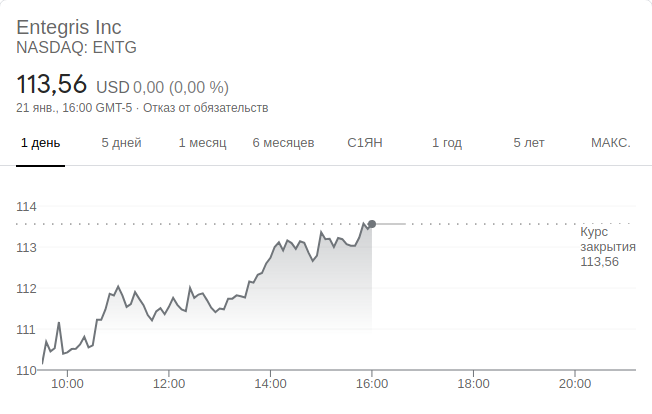 Entegris Inc
NASDAQ: ENTG
113,56 USD 0,00 (0,00 %)
21 янв., 16:00 GMT-5 · Отказ от обязательств
1 день 5 дней 1 месяц 6 месяцев С1ЯН 1 год 5 лет МАКС.
114
113
112
111
110
Курс
закрытия
113,56
10:00 12:00 14:00 16:00 18:00 20:00